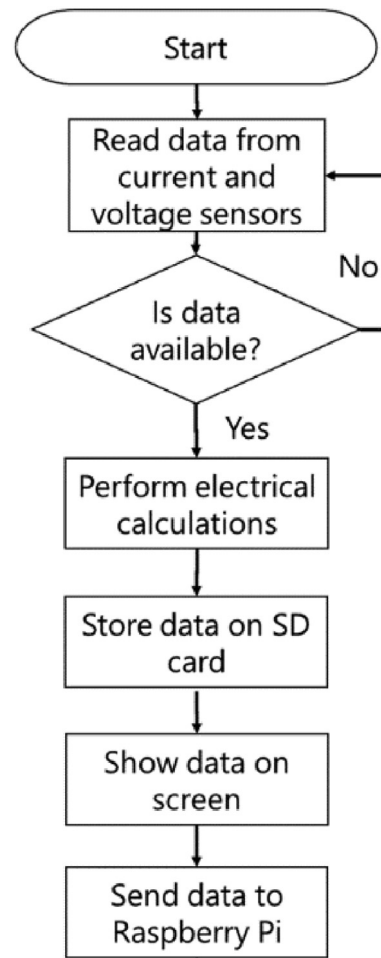 Start
Read data from
current and
voltage sensors
No
Is data
available?
Yes
Perform electrical
calculations
Store data on SD
card
Show data on
screen
Send data to
Raspberry Pi